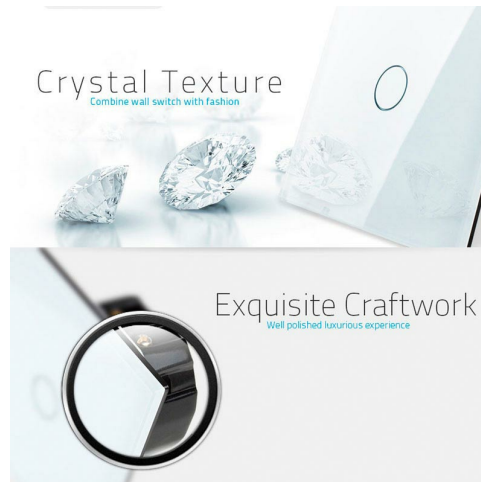 Crystal Texture
Combine wall switch with fashion
Exquisite Craftwork
Well polished luxurious experience